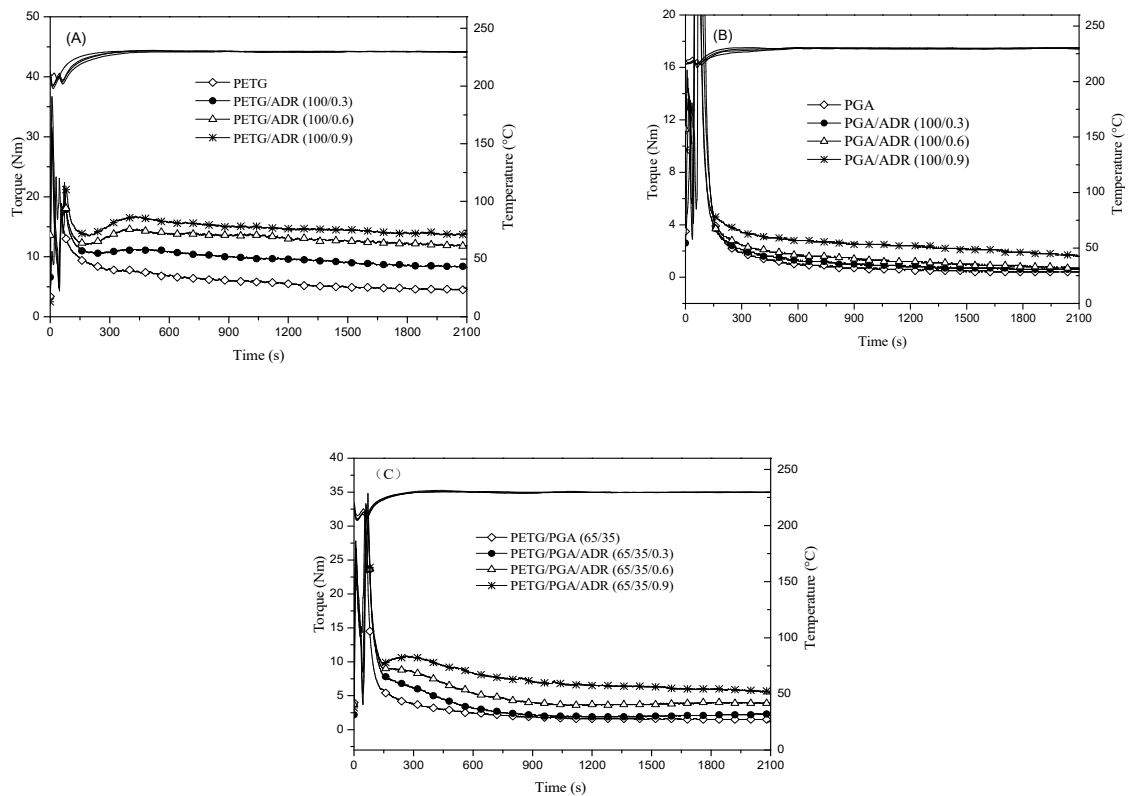 (A)
50
40
30
20
10
0
Torque (Nm)
250
200
150
100
50
0
Temperature (°C)
PETG
PETG/ADR (100/0.3)
PETG/ADR (100/0.6)
PETG/ADR (100/0.9)
0 300 600 900 1200 1500 1800 2100
Time (s)
(B)
20
16
12
8
4
0
Torque (Nm)
250
200
150
100
50
0
Temperature (°C)
PGA
PGA/ADR (100/0.3)
PGA/ADR (100/0.6)
PGA/ADR (100/0.9)
0 300 600 900 1200 1500 1800 2100
Time (s)
（C）
40
35
30
25
20
15
10
5
0
Torque (Nm)
250
200
150
100
50
0
Temperature (°C)
PETG/PGA (65/35)
PETG/PGA/ADR (65/35/0.3)
PETG/PGA/ADR (65/35/0.6)
PETG/PGA/ADR (65/35/0.9)
0 300 600 900 1200 1500 1800 2100
Time (s)